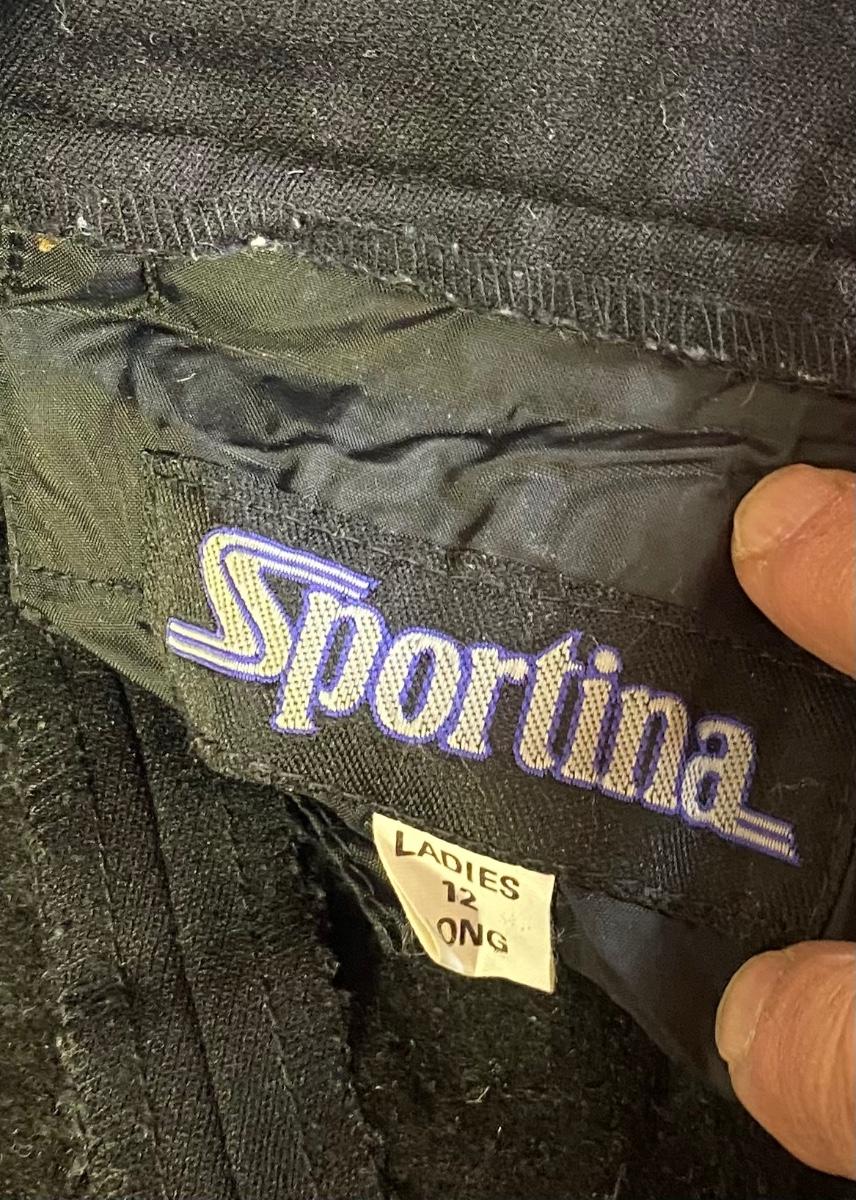 Sportina
LADIES
12
ONG